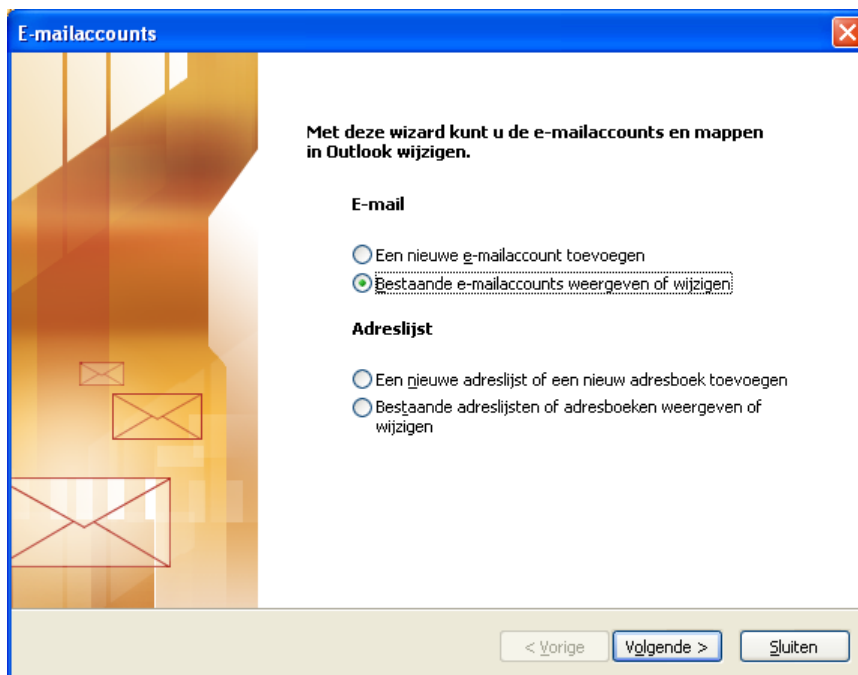 E-mailaccounts
Met deze wizard kunt u de e-mailaccounts en mappen
in Outlook wijzigen.
E-mail
Een nieuwe e-mailaccount toevoegen
Bestaande e-mailaccounts weergeven of wijzigen
Adreslijst
Een nieuwe adreslijst of een nieuw adresboek toevoegen
Bestaande adreslijsten of adresboeken weergeven of
wijzigen
< Vorige Volgende > Sluiten